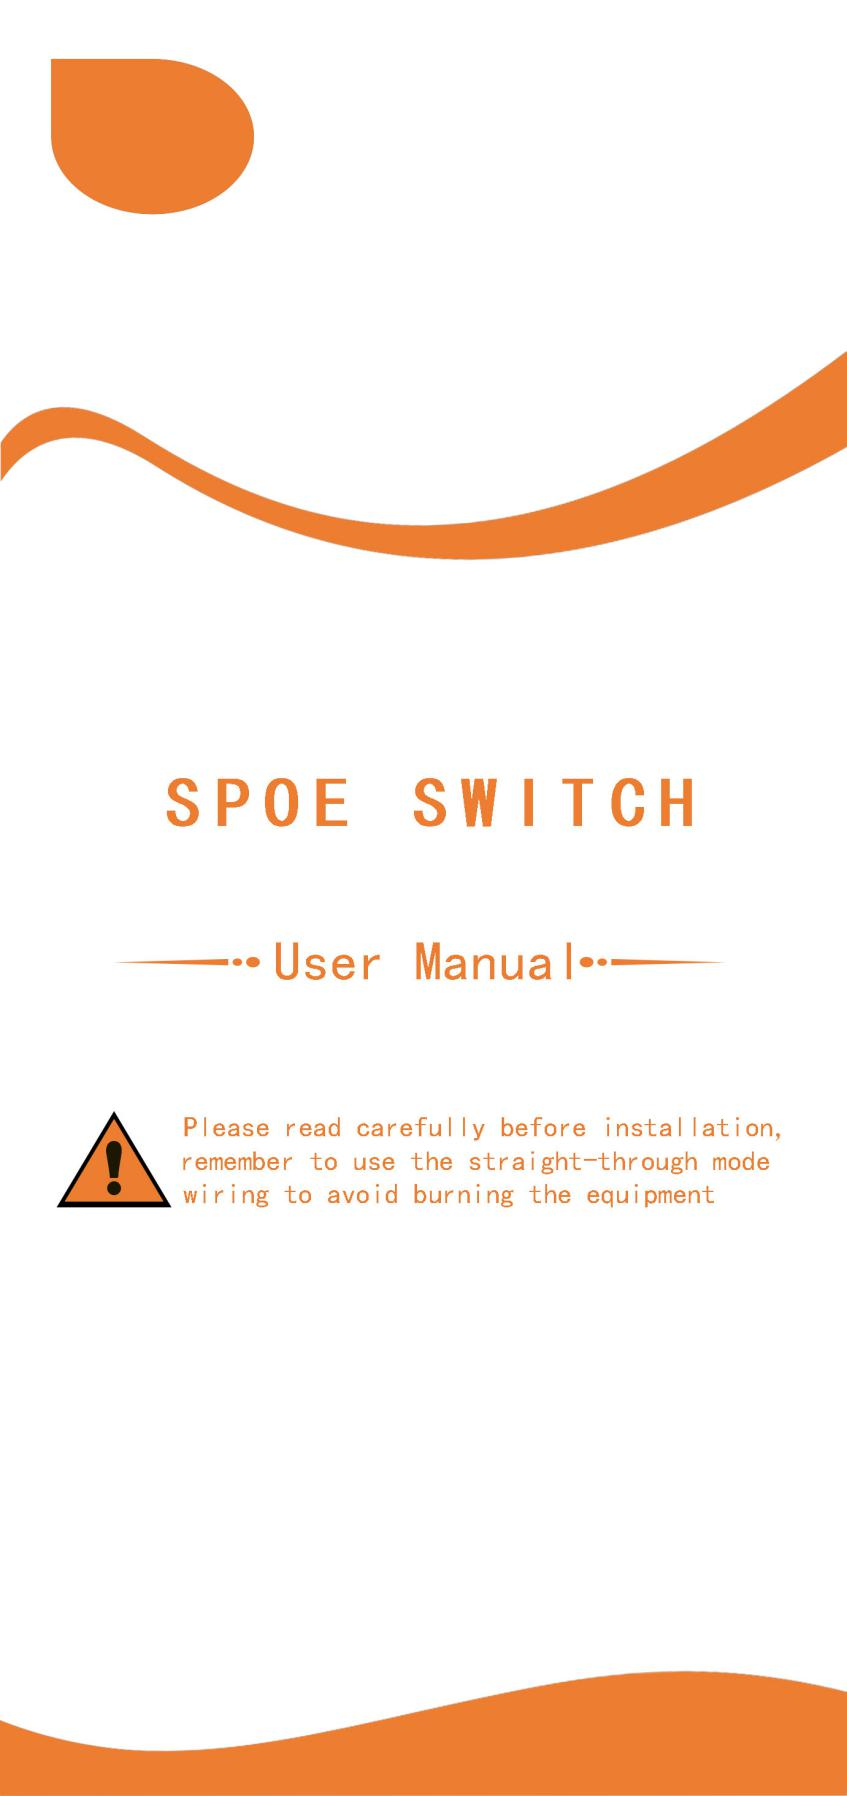 SPOE SWITCH
User Manual
Please read carefully before installation,
remember to use the straight-through mode
wiring to avoid burning the equipment